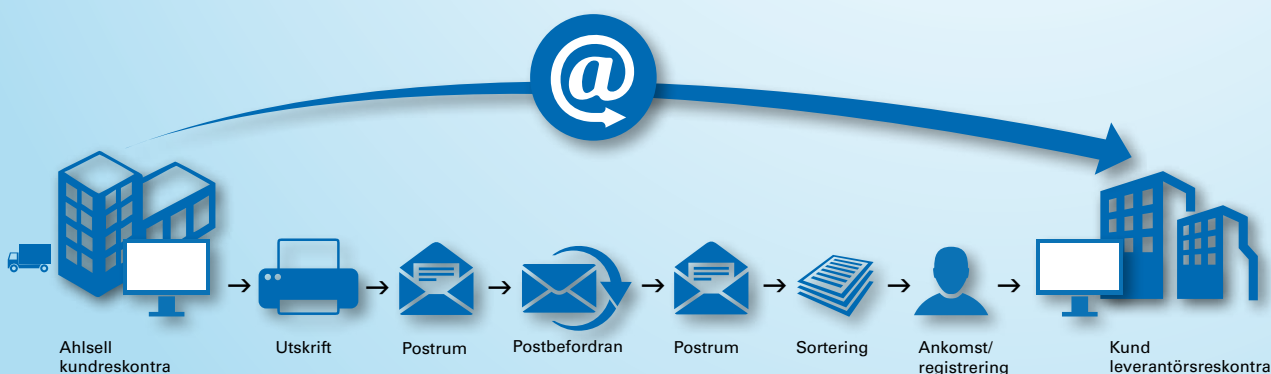 @
Ahlsell
kundreskontra
Utskrift
Postrum
Postbefordran
Postrum
Sortering
Ankomst/
registrering
Kund
leverantörsreskontra